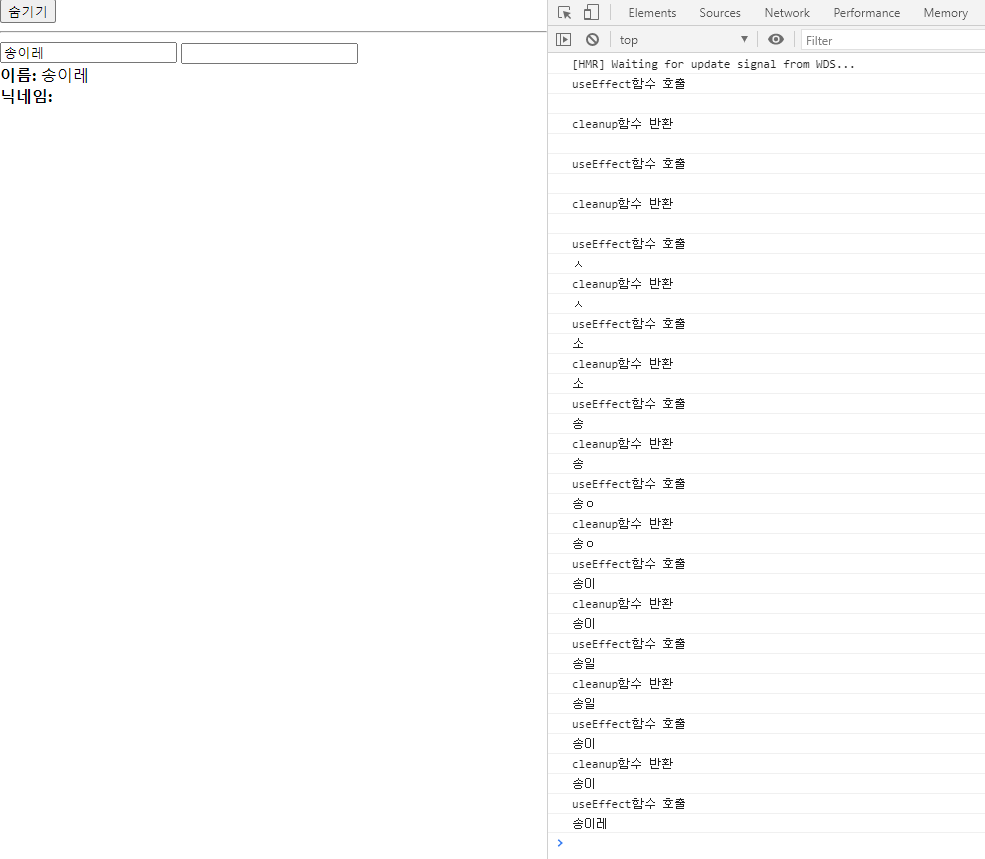 숨기기
송이레
이름: 송이레
닉네임:
Elements Sources Network Performance Memory
top ▼ Filter
[HMR] Waiting for update signal from WDS...
useEffect함수 호출
cleanup함수 반환
useEffect함수 호출
cleanup함수 반환
useEffect함수 호출
ㅅ
cleanup함수 반환
ㅅ
useEffect함수 호출
소
cleanup함수 반환
소
useEffect함수 호출
송
cleanup함수 반환
송
useEffect함수 호출
송ㅇ
cleanup함수 반환
송ㅇ
useEffect함수 호출
송이
cleanup함수 반환
송이
useEffect함수 호출
송일
cleanup함수 반환
송일
useEffect함수 호출
송이
cleanup함수 반환
송이
useEffect함수 호출
송이레
>